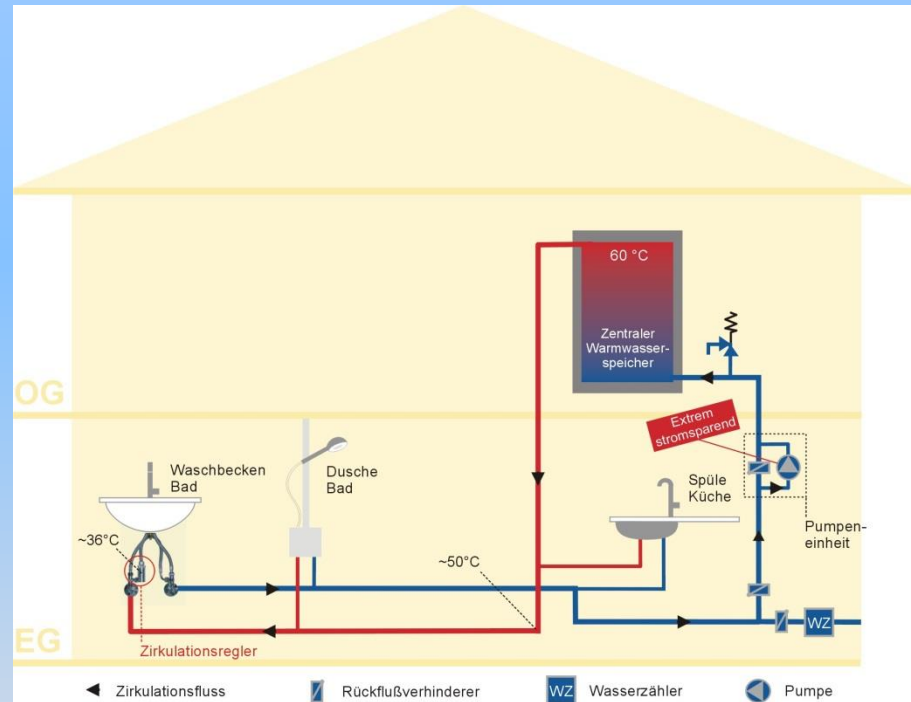 60 °C
Zentraler
Warmwasser-
speicher
OG
Extrem
stromsparend
Waschbecken
Bad
Dusche
Bad
Spüle
Küche
Pumpen-
einheit
~36°C
~50°C
EG
Zirkulationsregler
WZ
Zirkulationsfluss
Rückflußverhinderer
WZ Wasserzähler
Pumpe